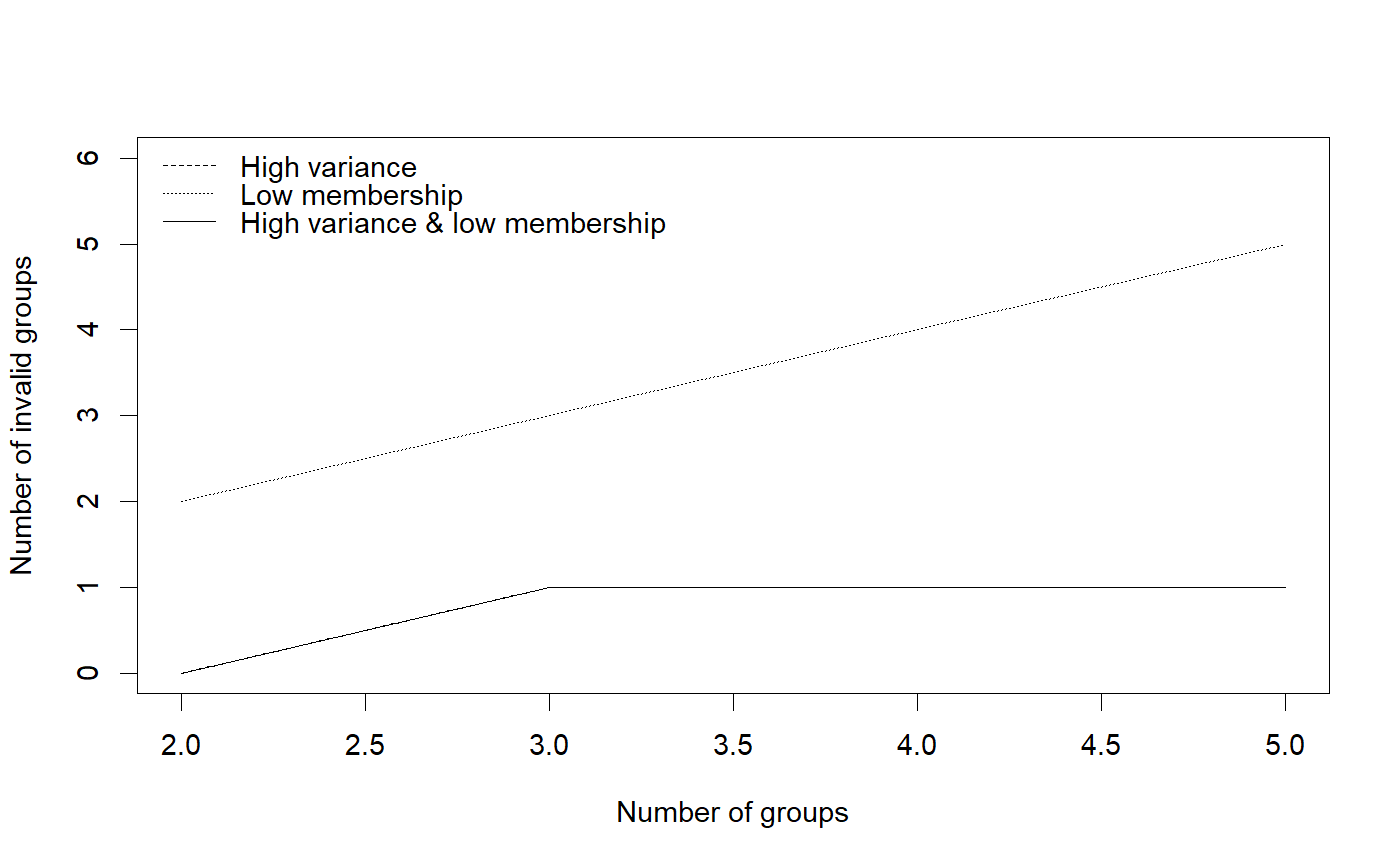 High variance
Low membership
High variance & low membership
6
5
4
3
2
1
0
Number of invalid groups
2.0 2.5 3.0 3.5 4.0 4.5 5.0
Number of groups